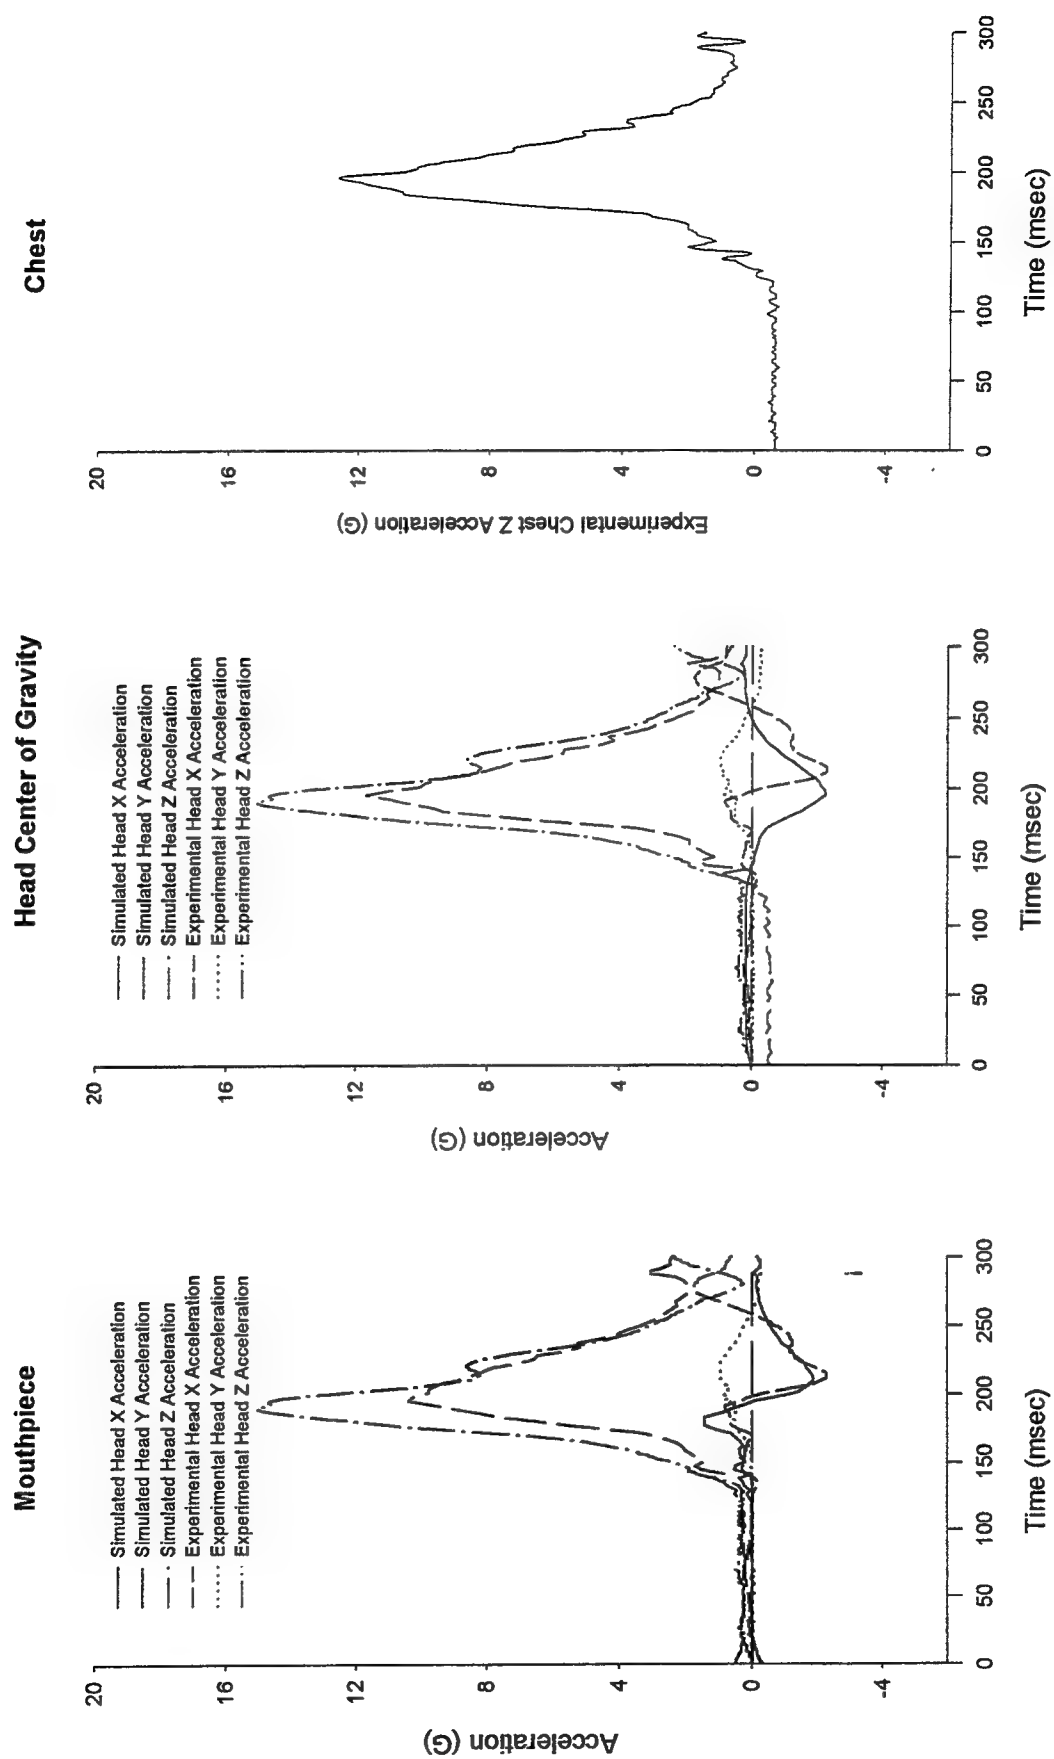 Mouthpiece
Simulated Head X Acceleration
Simulated Head Y Acceleration
Simulated Head Z Acceleration
Experimental Head X Acceleration
Experimental Head Y Acceleration
Experimental Head Z Acceleration
Acceleration (G)
20
16
12
8
4
0
-4
0
50
100
150
200
250
300
Time (msec)
Head Center of Gravity
Simulated Head X Acceleration
Simulated Head Y Acceleration
Simulated Head Z Acceleration
Experimental Head X Acceleration
Experimental Head Y Acceleration
Experimental Head Z Acceleration
Acceleration (G)
20
16
12
8
4
0
-4
0
50
100
150
200
250
300
Time (msec)
Chest
Experimental Chest Z Acceleration (G)
20
16
12
8
4
0
-4
0
50
100
150
200
250
300
Time (msec)